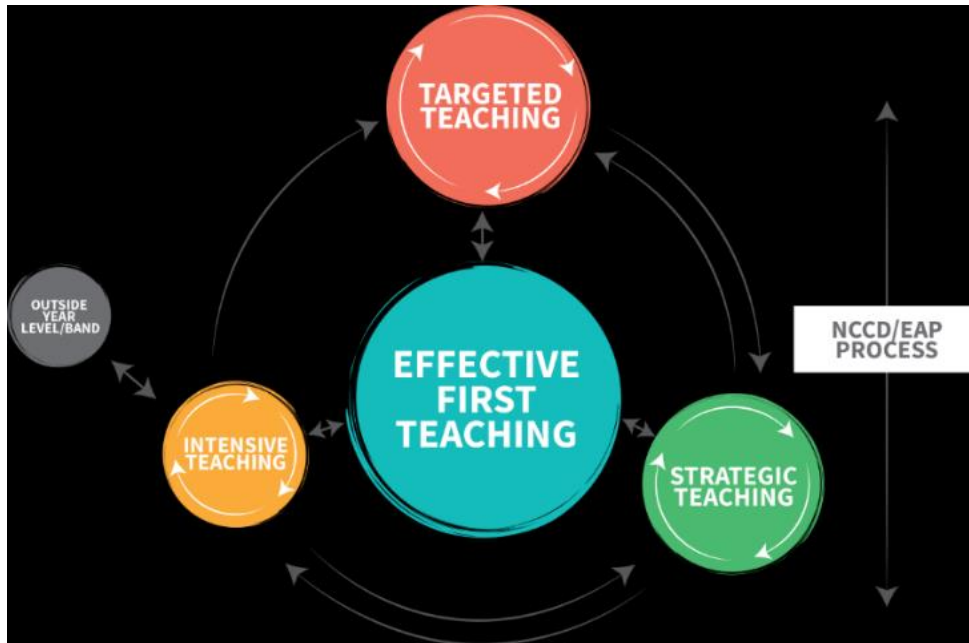 TARGETED
TEACHING
OUTSIDE
YEAR
LEVEL/BAND
EFFECTIVE
FIRST
TEACHING
NCCD/EAP
PROCESS
INTENSIVE
TEACHING
STRATEGIC
TEACHING